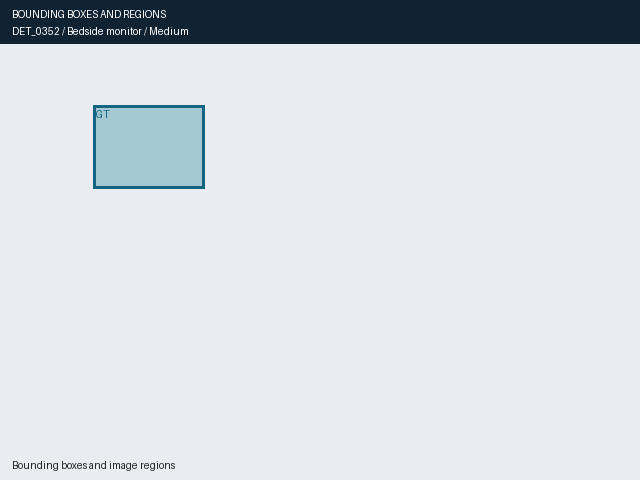 BOUNDING BOXES AND REGIONS
DET_0352 / Bedside monitor / Medium
GT
Bounding boxes and image regions